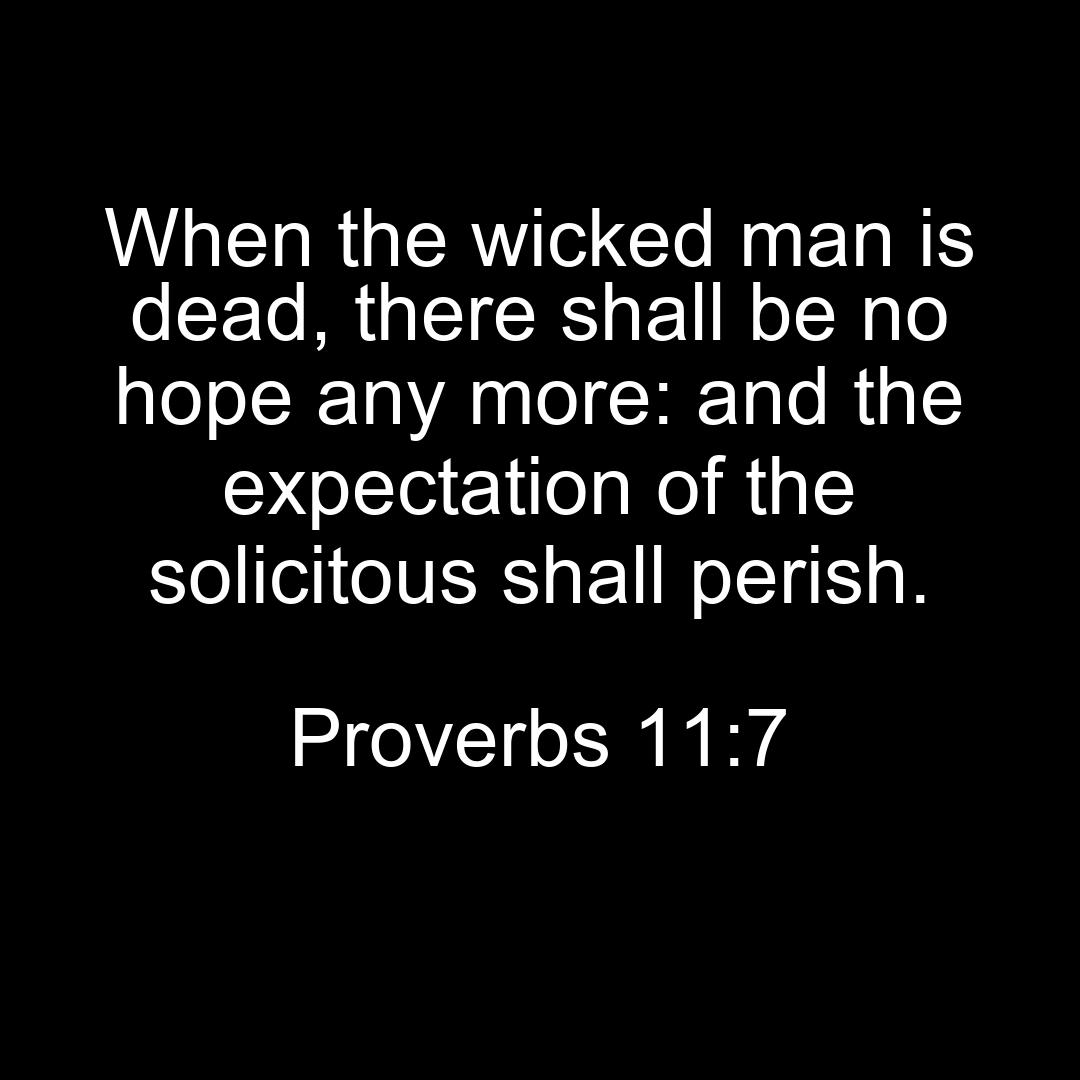 When the wicked man is
dead, there shall be no
hope any more: and the
expectation of the
solicitous shall perish.
Proverbs 11:7